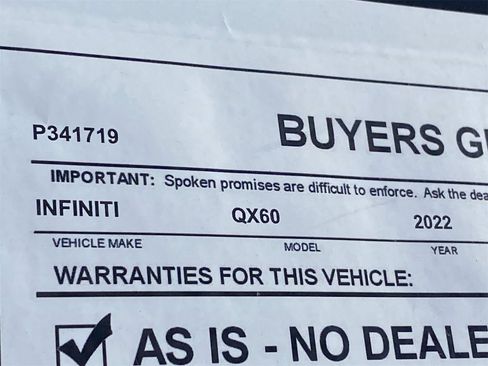 P341719 BUYERS G
IMPORTANT: Spoken promises are difficult to enforce. Ask the dea
INFINITI QX60 2022
VEHICLE MAKE MODEL YEAR
WARRANTIES FOR THIS VEHICLE:
AS IS - NO DEALE